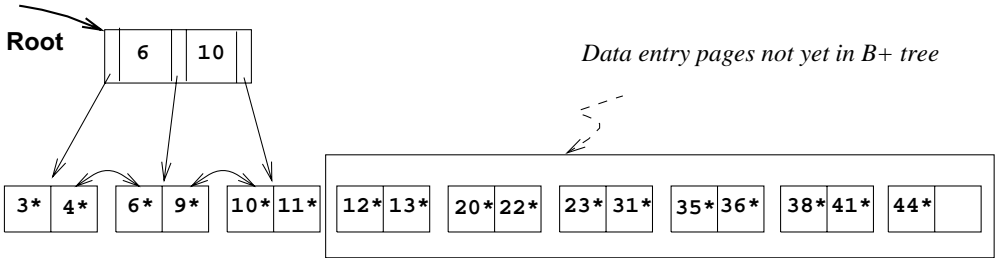 Root
6 10
Data entry pages not yet in B+ tree
3* 4* 6* 9* 10* 11* 12* 13* 20* 22* 23* 31* 35* 36* 38* 41* 44*